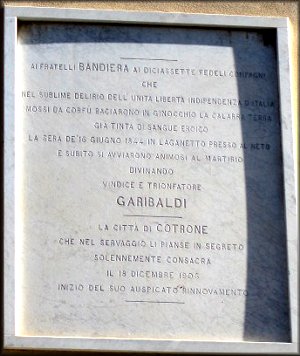 AI FRATELLI BANDIERA AI DICIASSETTE FEDELI COMPAGNI
CHE
NEL SUBLIME DELIRIO DELL'UNITÀ LIBERTÀ INDIPENDENZA D'ITALIA
MOSSI DA CORFÙ BACIARONO IN GINOCCHIO LA CALABRA TERRA
GIÀ TINTA DI SANGUE EROICO
LA SERA DE' 16 GIUGNO 1844 IN LAGANETTO PRESSO AL NETO
E SUBITO SI AVVIARONO ANIMOSI AL MARTIRIO
DIVINANDO
VINDICE E TRIONFATORE
GARIBALDI
LA CITTÀ DI COTRONE
CHE NEL SERVAGGIO LI PIANSE IN SEGRETO
SOLENNEMENTE CONSACRA
IL 18 DICEMBRE 1905
INIZIO DEL SUO AUSPICATO RINNOVAMENTO